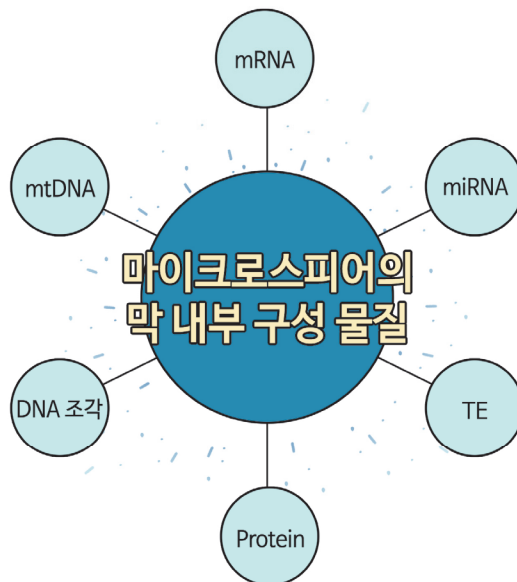 mRNA
mtDNA
miRNA
마이크로스피어의
막 내부 구성 물질
DNA 조각
TE
Protein